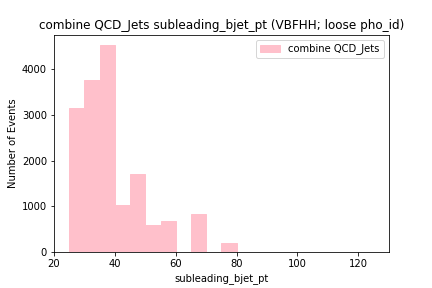 combine QCD_Jets subleading_bjet_pt (VBFHH; loose pho_id)
combine QCD_Jets
Number of Events
4000
3000
2000
1000
0
20 40 60 80 100 120
subleading_bjet_pt